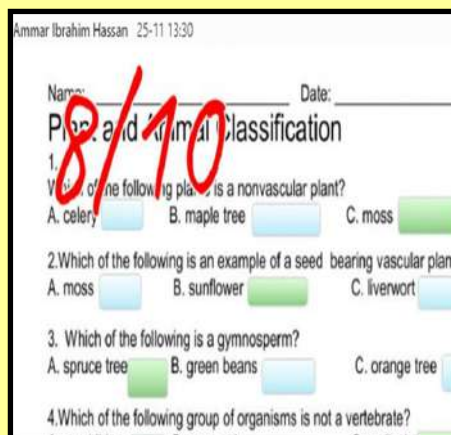 Ammar Ibrahim Hassan 25-11 13:30
Name: Date:
8/10
Plant and Animal Classification
1.
Which of the following plants is a nonvascular plant?
A. celery B. maple tree C. moss
2.Which of the following is an example of a seed bearing vascular plan
A. moss B. sunflower C. liverwort
3. Which of the following is a gymnosperm?
A. spruce tree B. green beans C. orange tree
4.Which of the following group of organisms is not a vertebrate?